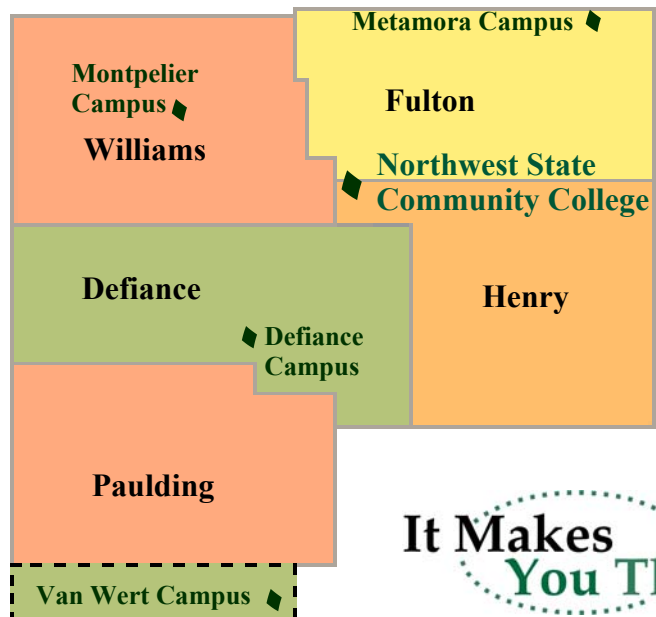 Metamora Campus
Montpelier
Campus
Fulton
Williams
Northwest State
Community College
Defiance
Henry
Defiance
Campus
Paulding
It Makes
You
Van Wert Campus